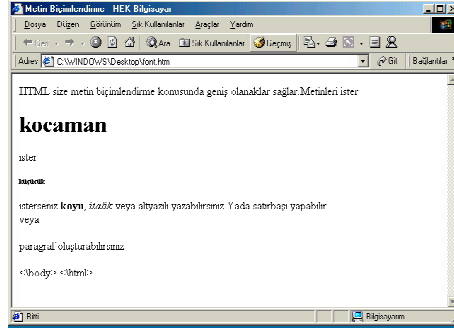 Metin Biçimlendirme - HEK Bilgisayar
Dosya Düzen Görünüm Sık Kullanılanlar Araçlar Yardım
Geri Ara Sık Kullanılanlar Geçmiş
Adres C:\WINDOWS\Desktop\font.htm Git Bağlantılar
HTML size metin biçimlendirme konusunda geniş olanaklar sağlar.Metinleri ister
kocaman
ister
küçücük
isterseniz koyu, italik veya altyazılı yazabilirsiniz Yada satırbaşı yapabilir
veya
paragraf oluşturabilirsiniz
<\body> <\html>
Bitti Bilgisayarım